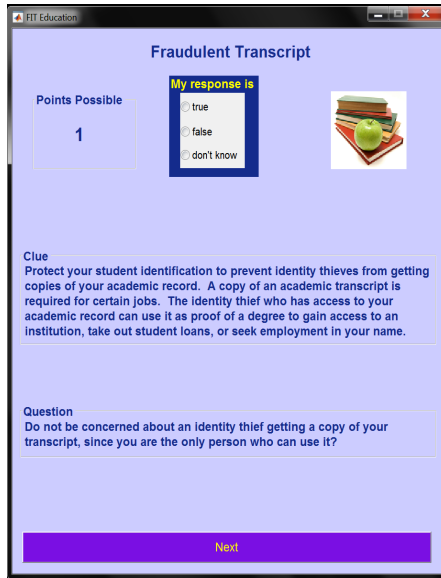 FIT Education
Fraudulent Transcript
My response is
Points Possible
1
true
false
don't know
Clue
Protect your student identification to prevent identity thieves from getting
copies of your academic record. A copy of an academic transcript is
required for certain jobs. The identity thief who has access to your
academic record can use it as proof of a degree to gain access to an
institution, take out student loans, or seek employment in your name.
Question
Do not be concerned about an identity thief getting a copy of your
transcript, since you are the only person who can use it?
Next